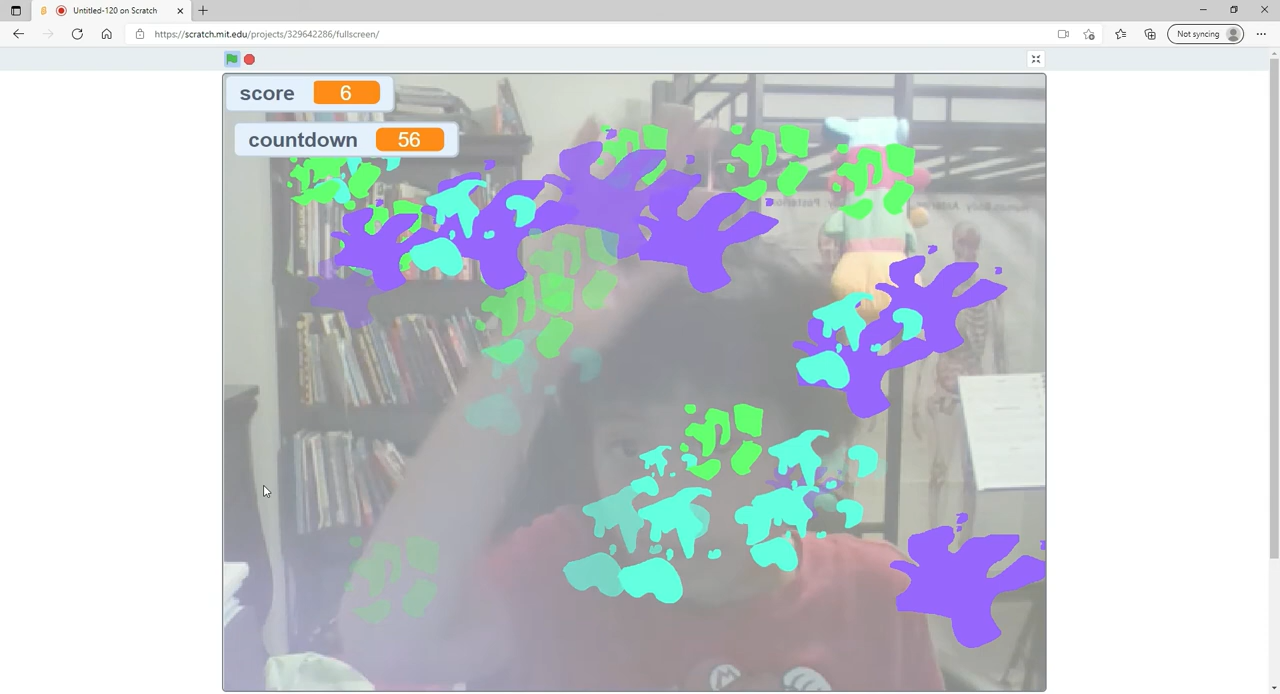 Untitled-120 on Scratch
https://scratch.mit.edu/projects/329642286/fullscreen/
Not syncing
score 6
countdown 56
M